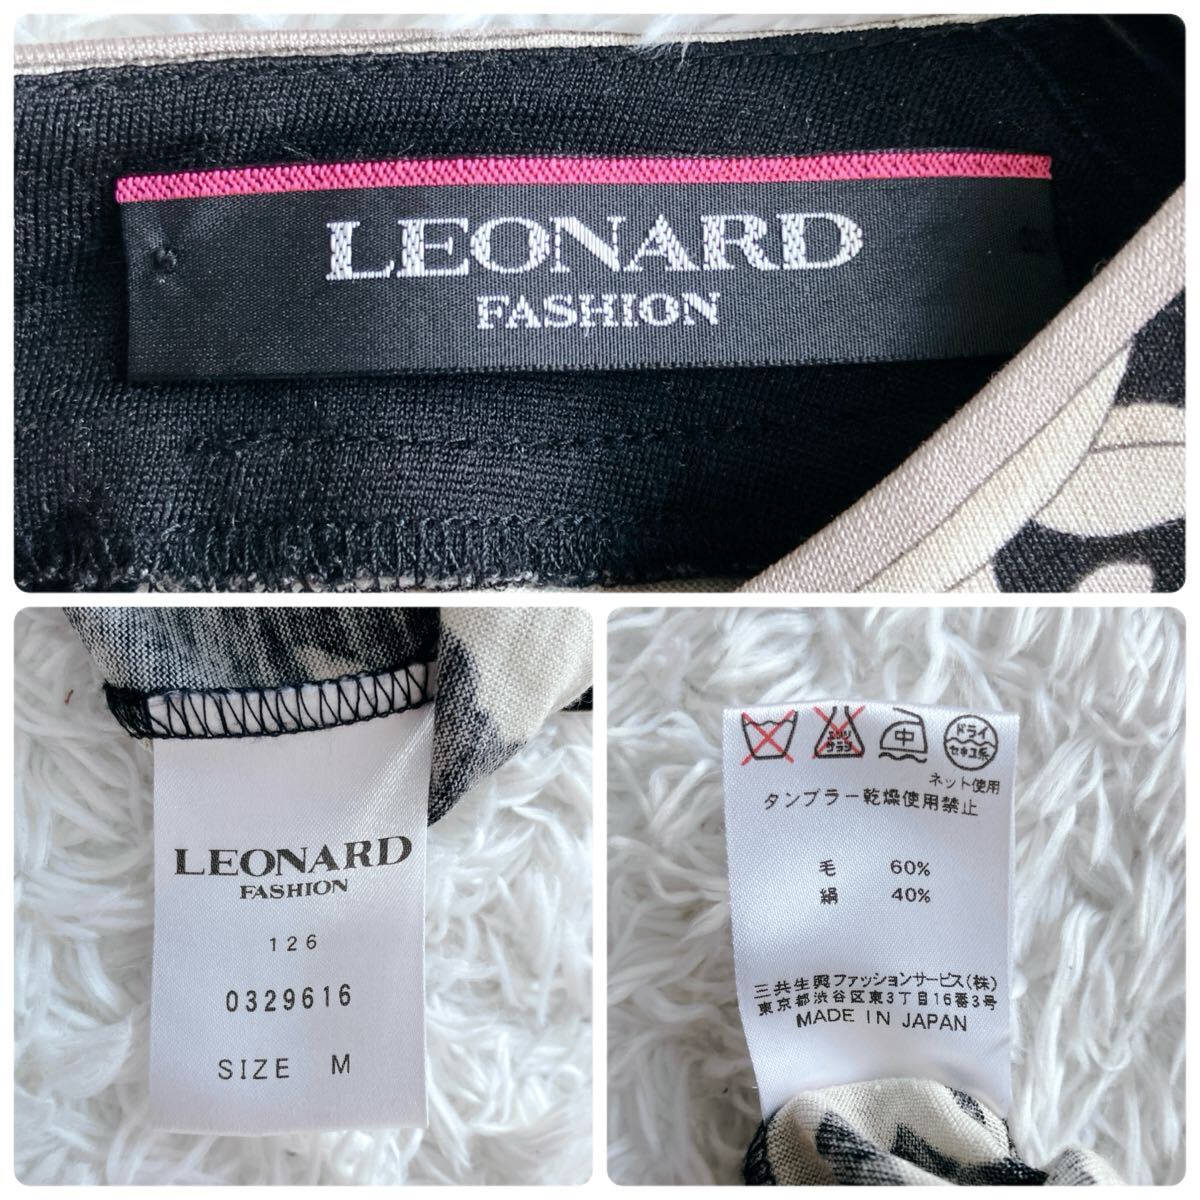 LEONARD
FASHION
LEONARD
FASHION
126
0329616
SIZE M
エンソ
サラシ
中
ドライ
セキユ系
ネット使用
タンブラー乾燥使用禁止
毛 60%
絹 40%
三共生興ファッションサービス(株)
東京都渋谷区東3丁目16番3号
MADE IN JAPAN